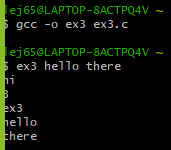 ej65@LAPTOP-8ACTPQ4V
$ gcc -o ex3 ex3.c
ej65@LAPTOP-8ACTPQ4V
$ ex3 hello there
hi
3
ex3
hello
there